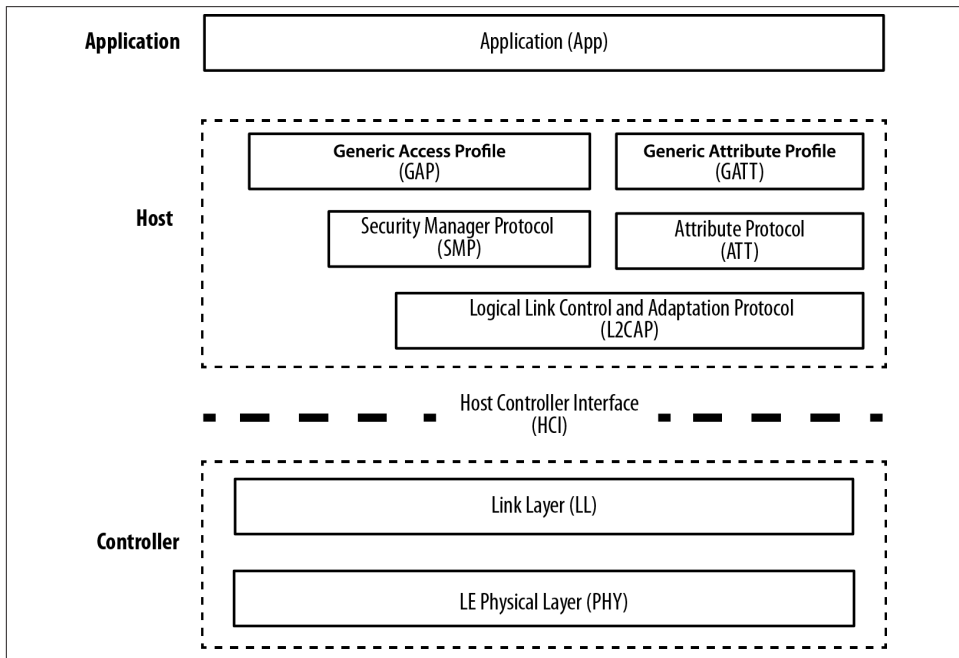 Application
Application (App)
Generic Access Profile
(GAP)
Generic Attribute Profile
(GATT)
Host
Security Manager Protocol
(SMP)
Attribute Protocol
(ATT)
Logical Link Control and Adaptation Protocol
(L2CAP)
Host Controller Interface
(HCI)
Link Layer (LL)
Controller
LE Physical Layer (PHY)